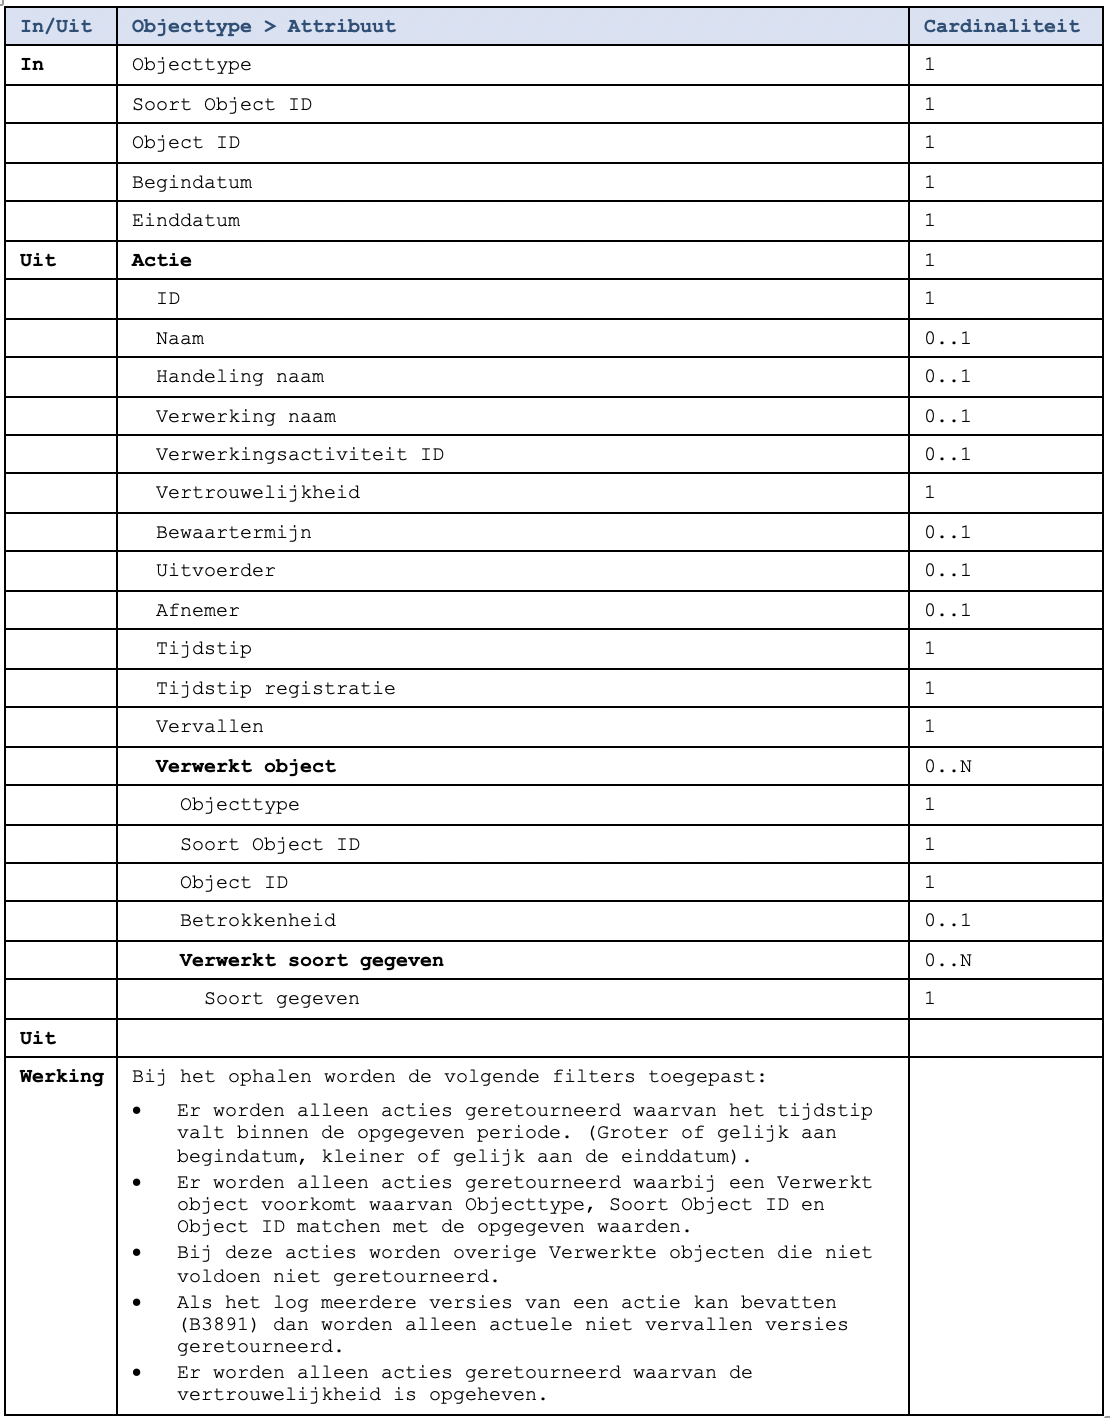 In/Uit Objecttype > Attribuut Cardinaliteit
In Objecttype 1
Soort Object ID 1
Object ID 1
Begindatum 1
Einddatum 1
Uit Actie 1
ID 1
Naam 0..1
Handeling naam 0..1
Verwerking naam 0..1
Verwerkingsactiviteit ID 0..1
Vertrouwelijkheid 1
Bewaartermijn 0..1
Uitvoerder 0..1
Afnemer 0..1
Tijdstip 1
Tijdstip registratie 1
Vervallen 1
Verwerkt object 0..N
Objecttype 1
Soort Object ID 1
Object ID 1
Betrokkenheid 0..1
Verwerkt soort gegeven 0..N
Soort gegeven 1
Uit
Werking Bij het ophalen worden de volgende filters toegepast:
• Er worden alleen acties geretourneerd waarvan het tijdstip
valt binnen de opgegeven periode. (Groter of gelijk aan
begindatum, kleiner of gelijk aan de einddatum).
• Er worden alleen acties geretourneerd waarbij een Verwerkt
object voorkomt waarvan Objecttype, Soort Object ID en
Object ID matchen met de opgegeven waarden.
• Bij deze acties worden overige Verwerkte objecten die niet
voldoen niet geretourneerd.
• Als het log meerdere versies van een actie kan bevatten
(B3891) dan worden alleen actuele niet vervallen versies
geretourneerd.
• Er worden alleen acties geretourneerd waarvan de
vertrouwelijkheid is opgeheven.